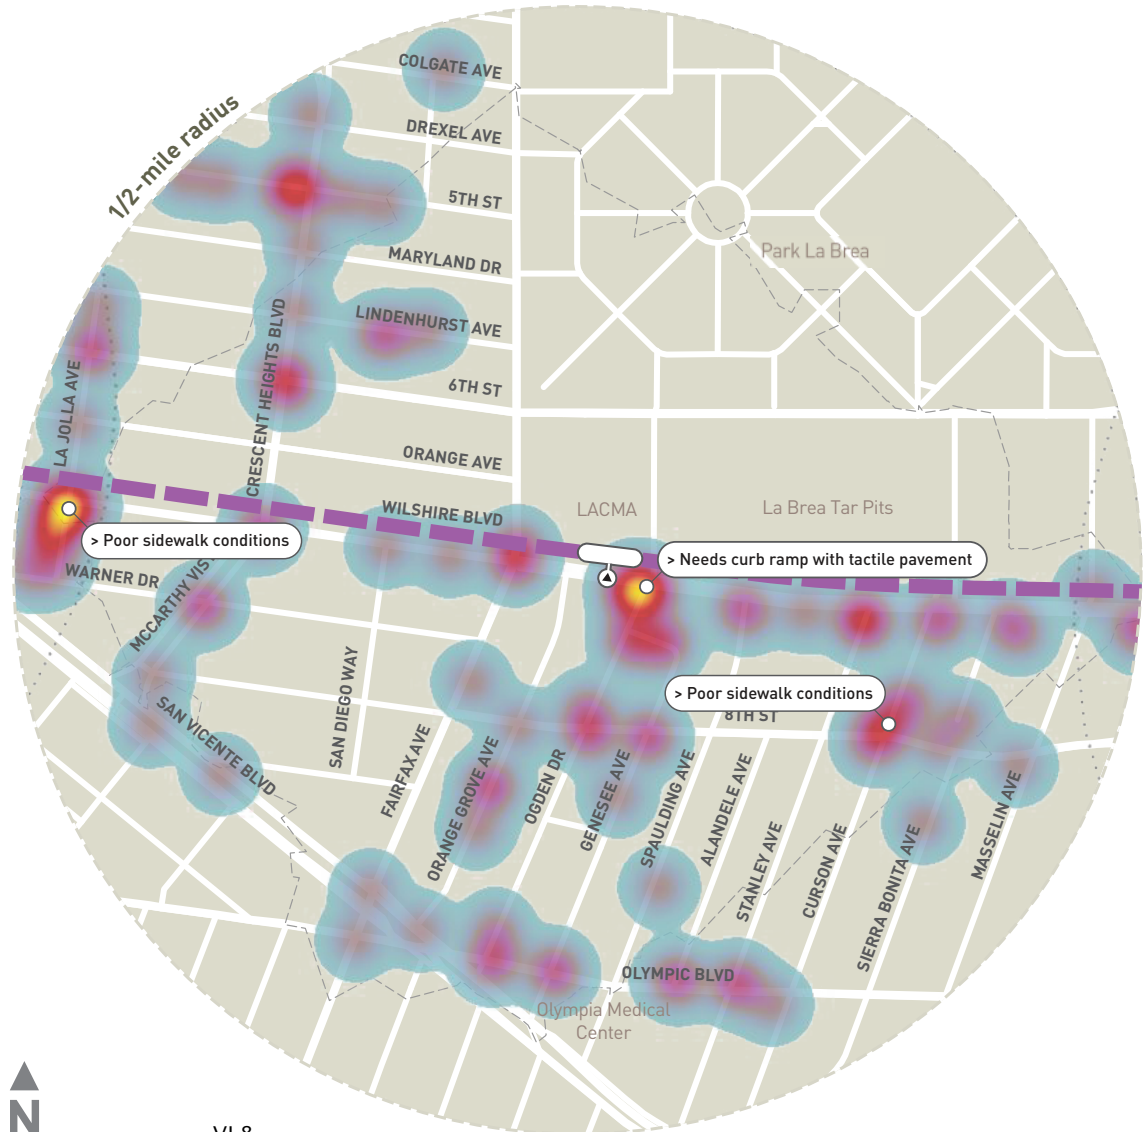 COLGATE AVE
1/2-mile radius
DREXEL AVE
5TH ST
MARYLAND DR
Park La Brea
LINDENHURST AVE
CRESCENT HEIGHTS BLVD
6TH ST
LA JOLLA AVE
ORANGE AVE
WILSHIRE BLVD
LACMA
La Brea Tar Pits
> Poor sidewalk conditions
> Needs curb ramp with tactile pavement
WARNER DR
MCCARTHY VIS
> Poor sidewalk conditions
8TH ST
SAN VICENTE BLVD
SAN DIEGO WAY
FAIRFAX AVE
ORANGE GROVE AVE
OGDEN DR
GENESEE AVE
SPAULDING AVE
ALANDELE AVE
STANLEY AVE
CURSON AVE
SIERRA BONITA AVE
MASSELIN AVE
OLYMPIC BLVD
Olympia Medical
Center
N